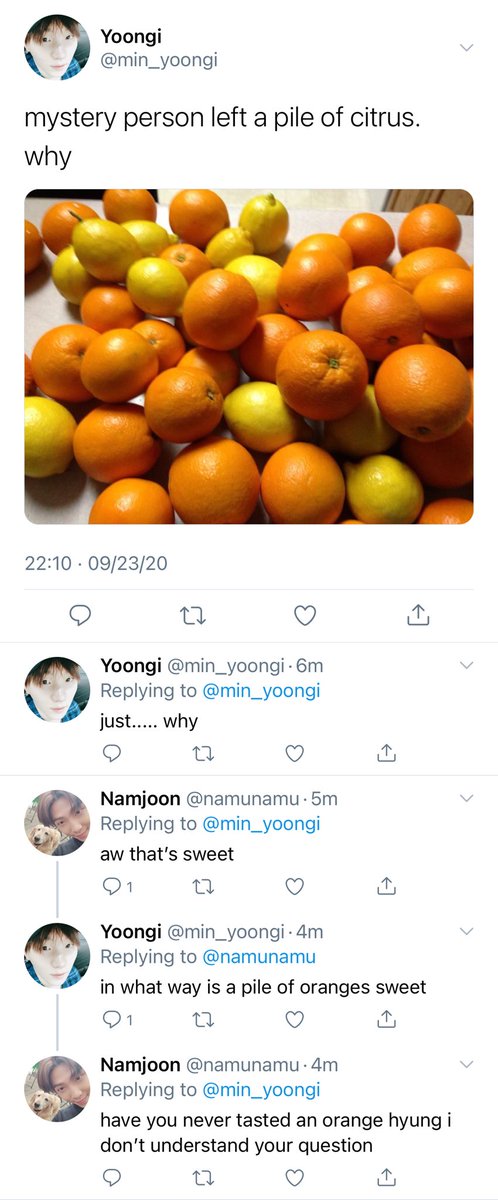 Yoongi
@min_yoongi
mystery person left a pile of citrus.
why
22:10 · 09/23/20
Yoongi @min_yoongi · 6m
Replying to @min_yoongi
just..... why
Namjoon @namunamu · 5m
Replying to @min_yoongi
aw that’s sweet
1
Yoongi @min_yoongi · 4m
Replying to @namunamu
in what way is a pile of oranges sweet
1
Namjoon @namunamu · 4m
Replying to @min_yoongi
have you never tasted an orange hyung i
don’t understand your question